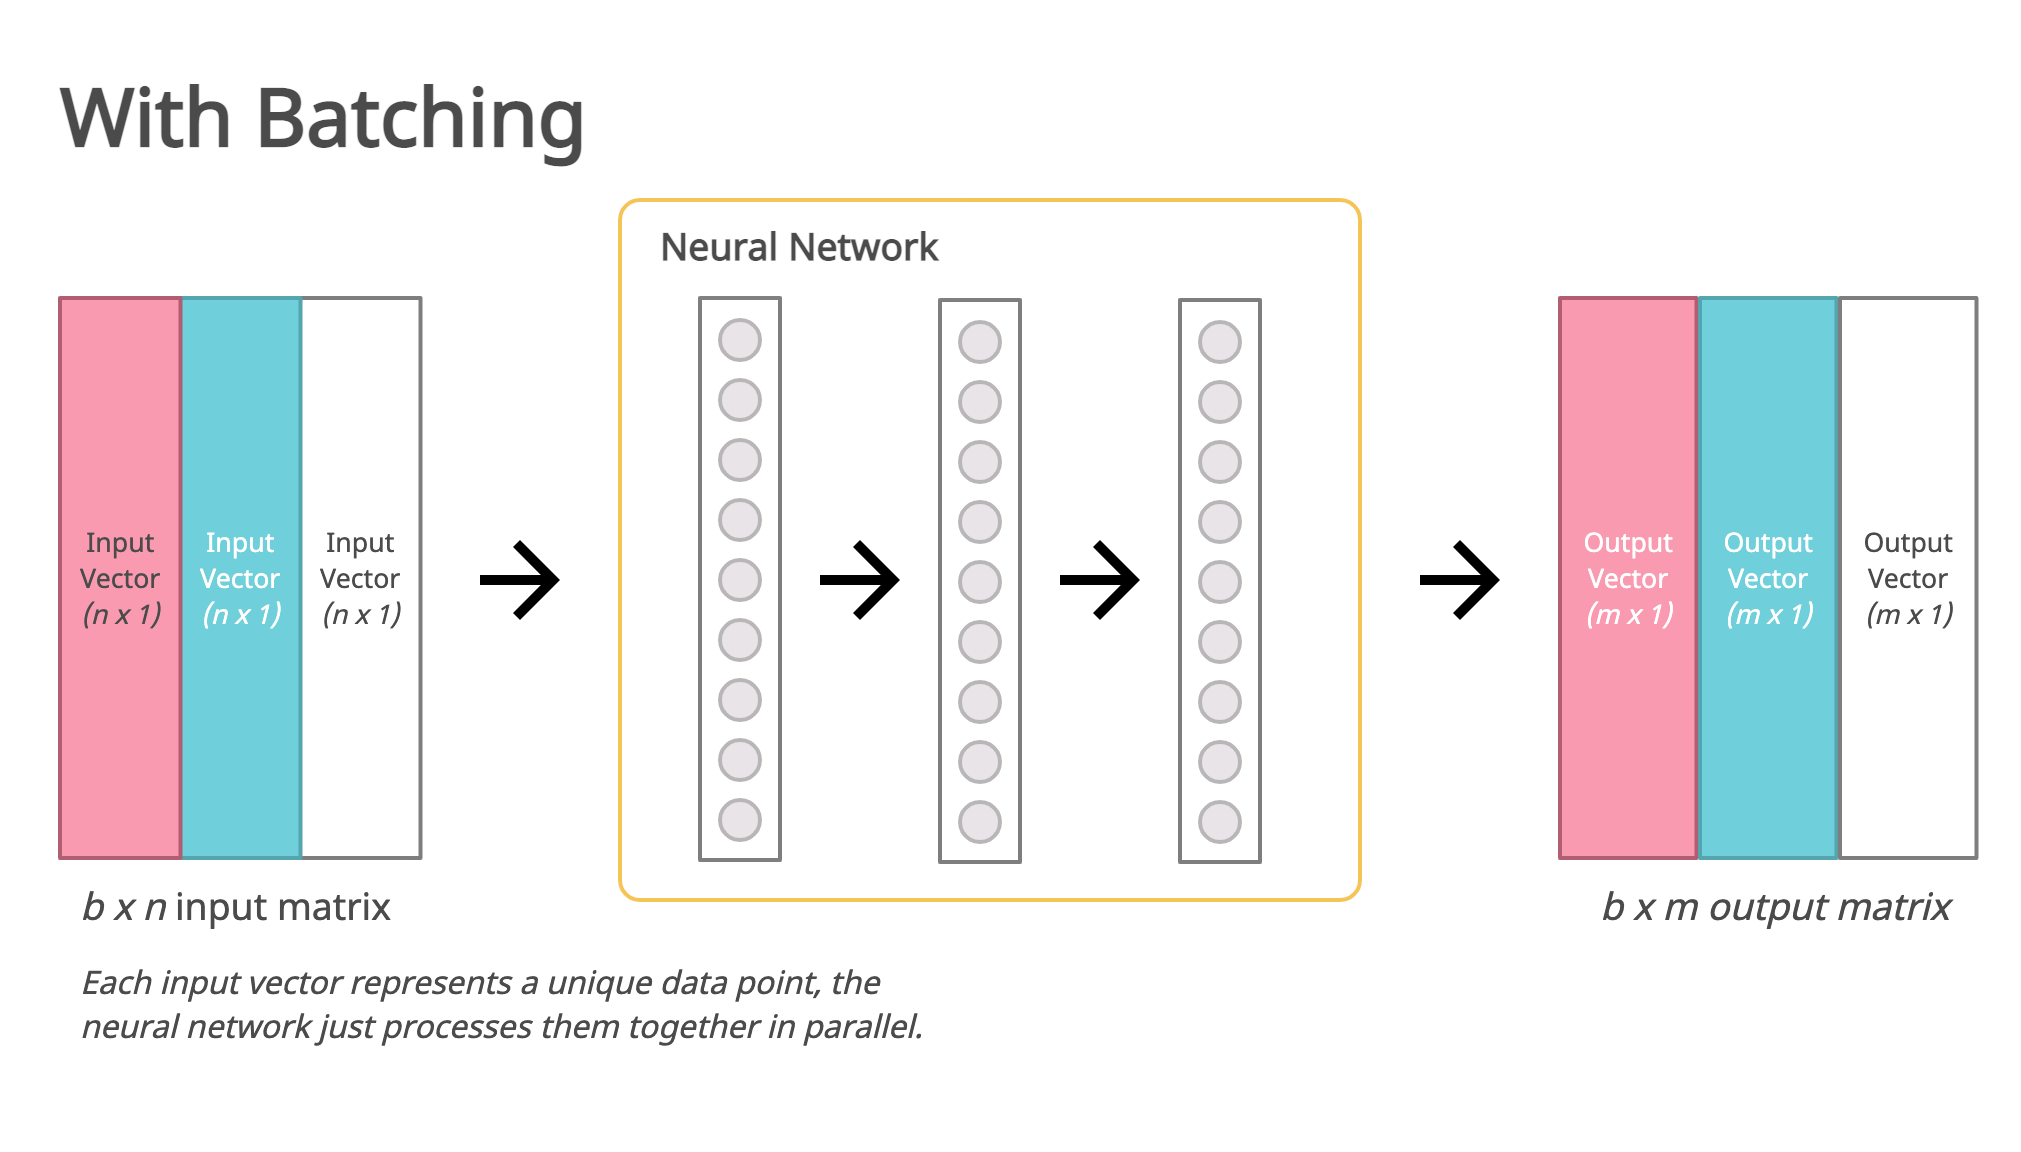 With Batching
Neural Network
Input
Vector
(n x 1)
Input
Vector
(n x 1)
Input
Vector
(n x 1)
Output
Vector
(m x 1)
Output
Vector
(m x 1)
Output
Vector
(m x 1)
b x n input matrix
b x m output matrix
Each input vector represents a unique data point, the
neural network just processes them together in parallel.